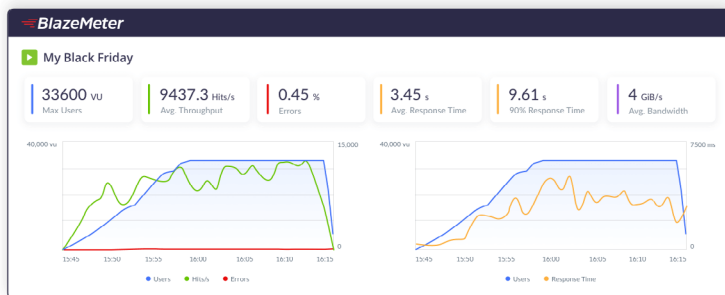 BlazeMeter
My Black Friday
33600 VU
Max Users
9437.3 Hits/s
Avg. Throughput
0.45 %
Errors
3.45 s
Avg. Response Time
9.61 s
90% Response Time
4 GiB/s
Avg. Bandwidth
40,000 vu
15,000
0
15:45 15:50 15:55 16:00 16:05 16:10 16:15
Users Hits/s Errors
40,000 vu
7500 ms
0
15:45 15:50 15:55 16:00 16:05 16:10 16:15
Users Response Time